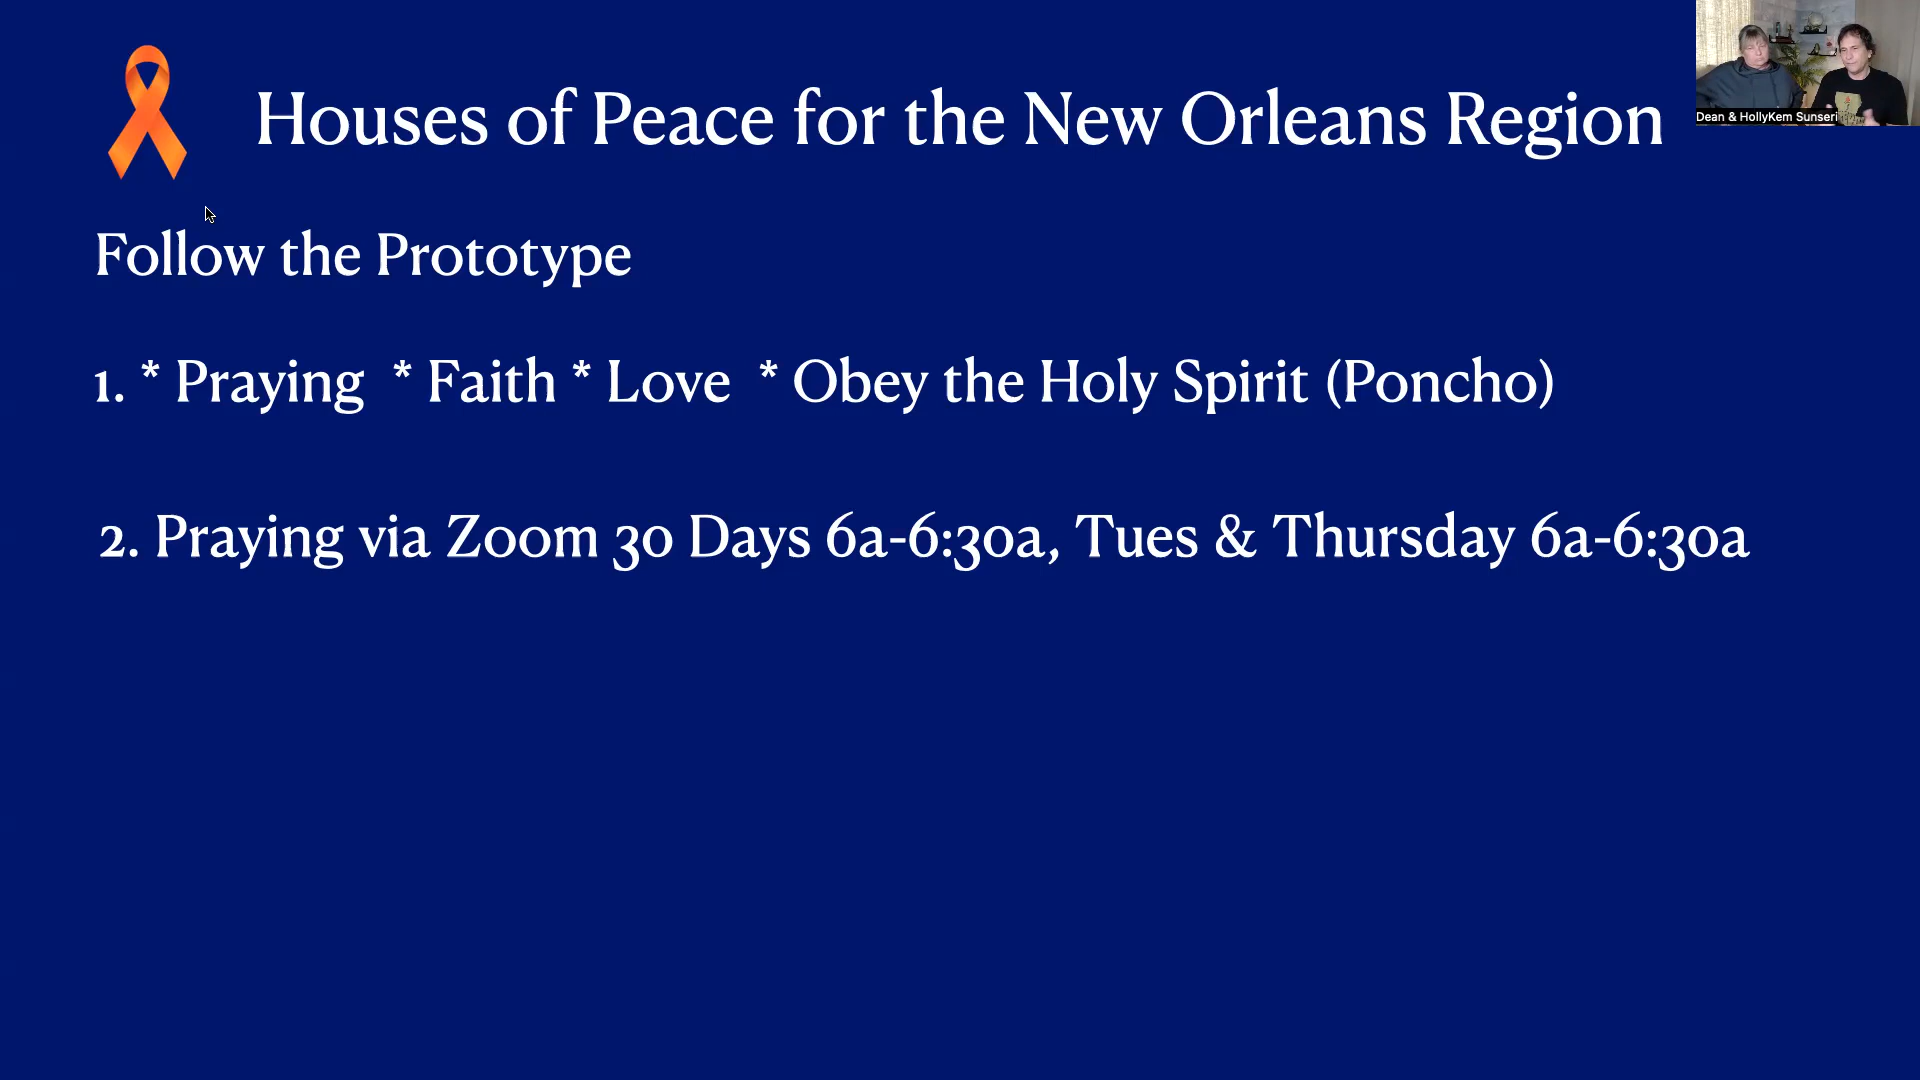 Houses of Peace for the New Orleans Region
Dean & HollyKem Sunseri
Follow the Prototype
1. * Praying * Faith * Love * Obey the Holy Spirit (Poncho)
2. Praying via Zoom 30 Days 6a-6:30a, Tues & Thursday 6a-6:30a